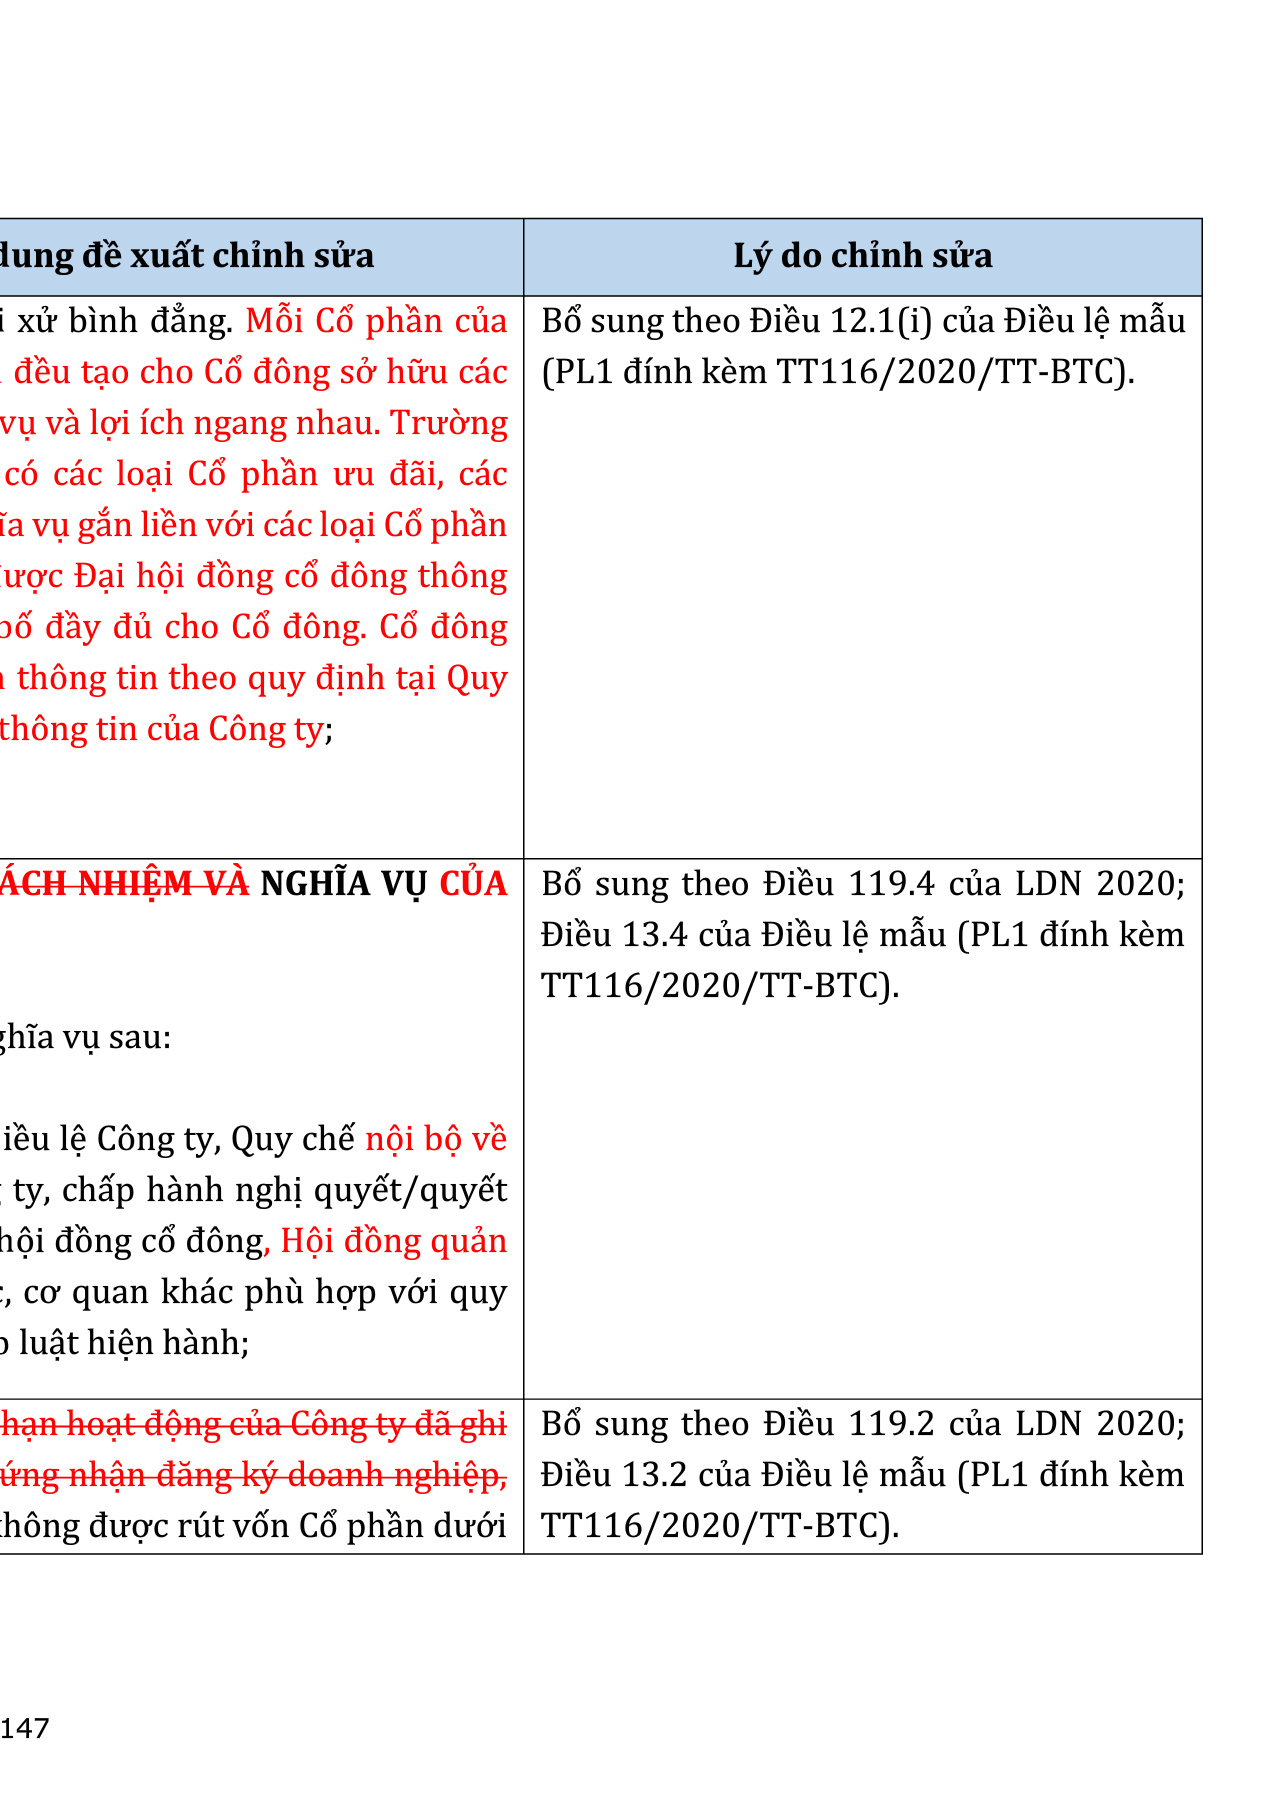 dung đề xuất chỉnh sửa
Lý do chỉnh sửa
xử bình đẳng. Mỗi Cổ phần của
đều tạo cho Cổ đông sở hữu các
vụ và lợi ích ngang nhau. Trường
có các loại Cổ phần ưu đãi, các
vụ gắn liền với các loại Cổ phần
được Đại hội đồng cổ đông thông
bố đầy đủ cho Cổ đông. Cổ đông
thông tin theo quy định tại Quy
thông tin của Công ty;
Bổ sung theo Điều 12.1(i) của Điều lệ mẫu
(PL1 đính kèm TT116/2020/TT-BTC).
ÁCH NHIỆM VÀ NGHĨA VỤ CỦA
ghĩa vụ sau:
iều lệ Công ty, Quy chế nội bộ về
ty, chấp hành nghị quyết/quyết
hội đồng cổ đông, Hội đồng quản
, cơ quan khác phù hợp với quy
luật hiện hành;
Bổ sung theo Điều 119.4 của LDN 2020;
Điều 13.4 của Điều lệ mẫu (PL1 đính kèm
TT116/2020/TT-BTC).
hạn hoạt động của Công ty đã ghi
ứng nhận đăng ký doanh nghiệp,
không được rút vốn Cổ phần dưới
Bổ sung theo Điều 119.2 của LDN 2020;
Điều 13.2 của Điều lệ mẫu (PL1 đính kèm
TT116/2020/TT-BTC).
147